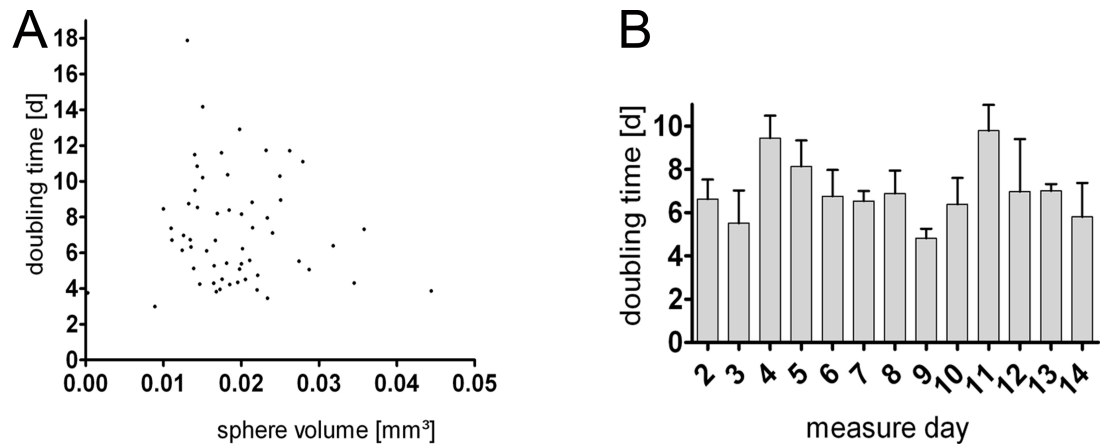 A
doubling time [d]
18
16
14
12
10
8
6
4
2
0
0.00 0.01 0.02 0.03 0.04 0.05
sphere volume [mm³]
B
doubling time [d]
10
8
6
4
2
0
2 3 4 5 6 7 8 9 10 11 12 13 14
measure day